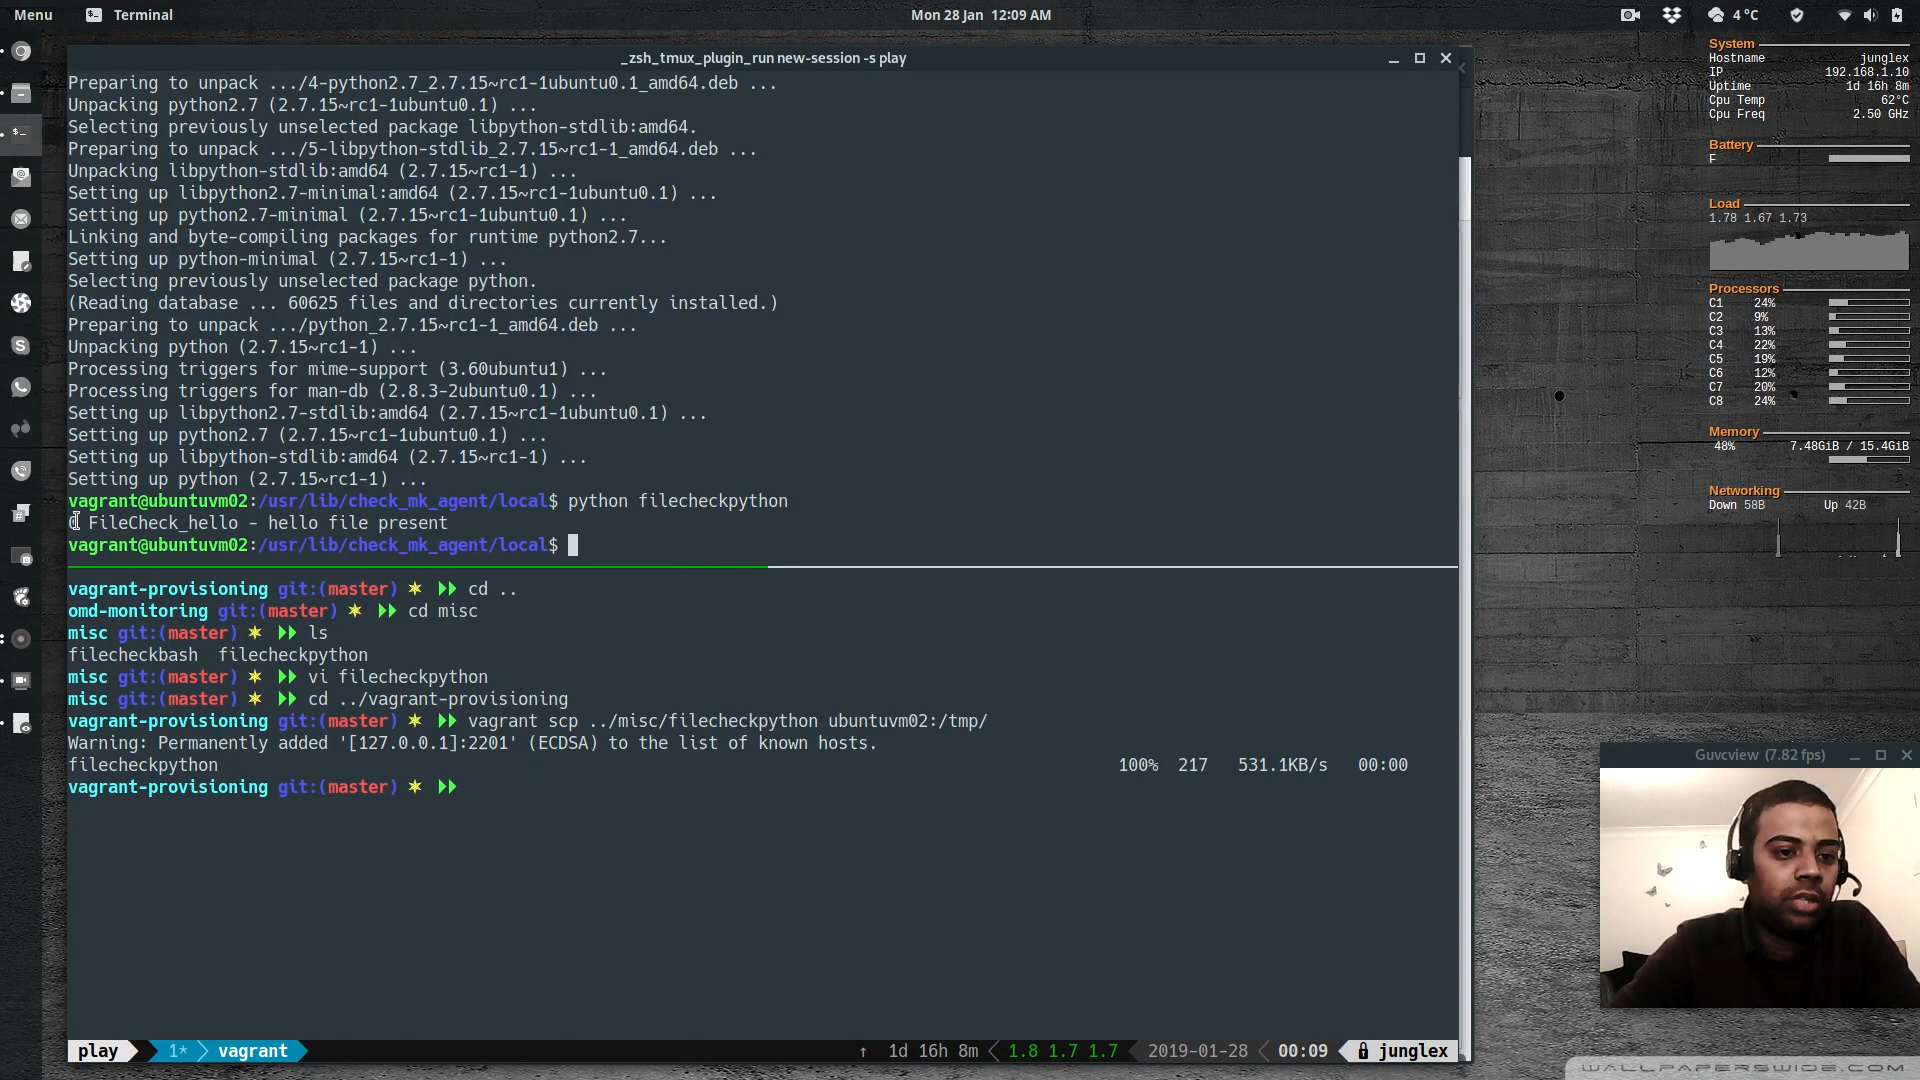 Menu Terminal Mon 28 Jan 12:09 AM 4 °C
_zsh_tmux_plugin_run new-session -s play
Preparing to unpack .../4-python2.7_2.7.15~rc1-1ubuntu0.1_amd64.deb ...
Unpacking python2.7 (2.7.15~rc1-1ubuntu0.1) ...
Selecting previously unselected package libpython-stdlib:amd64.
Preparing to unpack .../5-libpython-stdlib_2.7.15~rc1-1_amd64.deb ...
Unpacking libpython-stdlib:amd64 (2.7.15~rc1-1) ...
Setting up libpython2.7-minimal:amd64 (2.7.15~rc1-1ubuntu0.1) ...
Setting up python2.7-minimal (2.7.15~rc1-1ubuntu0.1) ...
Linking and byte-compiling packages for runtime python2.7...
Setting up python-minimal (2.7.15~rc1-1) ...
Selecting previously unselected package python.
(Reading database ... 60625 files and directories currently installed.)
Preparing to unpack .../python_2.7.15~rc1-1_amd64.deb ...
Unpacking python (2.7.15~rc1-1) ...
Processing triggers for mime-support (3.60ubuntu1) ...
Processing triggers for man-db (2.8.3-2ubuntu0.1) ...
Setting up libpython2.7-stdlib:amd64 (2.7.15~rc1-1ubuntu0.1) ...
Setting up python2.7 (2.7.15~rc1-1ubuntu0.1) ...
Setting up libpython-stdlib:amd64 (2.7.15~rc1-1) ...
Setting up python (2.7.15~rc1-1) ...
vagrant@ubuntuvm02:/usr/lib/check_mk_agent/local$ python filecheckpython
0 FileCheck_hello - hello file present
vagrant@ubuntuvm02:/usr/lib/check_mk_agent/local$
vagrant-provisioning git:(master) ✶ cd ..
omd-monitoring git:(master) ✶ cd misc
misc git:(master) ✶ ls
filecheckbash filecheckpython
misc git:(master) ✶ vi filecheckpython
misc git:(master) ✶ cd ../vagrant-provisioning
vagrant-provisioning git:(master) ✶ vagrant scp ../misc/filecheckpython ubuntuvm02:/tmp/
Warning: Permanently added '[127.0.0.1]:2201' (ECDSA) to the list of known hosts.
filecheckpython 100% 217 531.1KB/s 00:00
vagrant-provisioning git:(master) ✶
play 1* vagrant ↑ 1d 16h 8m 1.8 1.7 1.7 2019-01-28 00:09 junglex
System
Hostname junglex
IP 192.168.1.10
Uptime 1d 16h 8m
Cpu Temp 62°C
Cpu Freq 2.50 GHz
Battery
F
Load
1.78 1.67 1.73
Processors
C1 24%
C2 9%
C3 13%
C4 22%
C5 19%
C6 12%
C7 20%
C8 24%
Memory
48% 7.48GiB / 15.4GiB
Networking
Down 58B Up 42B
Guvcview (7.82 fps)
WALLPAPERSWIDE.COM